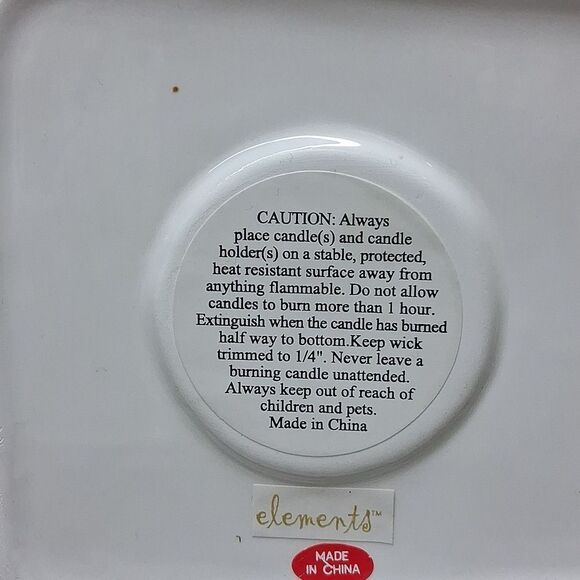 CAUTION: Always
place candle(s) and candle
holder(s) on a stable, protected,
heat resistant surface away from
anything flammable. Do not allow
candles to burn more than 1 hour.
Extinguish when the candle has burned
half way to bottom.Keep wick
trimmed to 1/4". Never leave a
burning candle unattended.
Always keep out of reach of
children and pets.
Made in China
elements™
MADE
IN CHINA